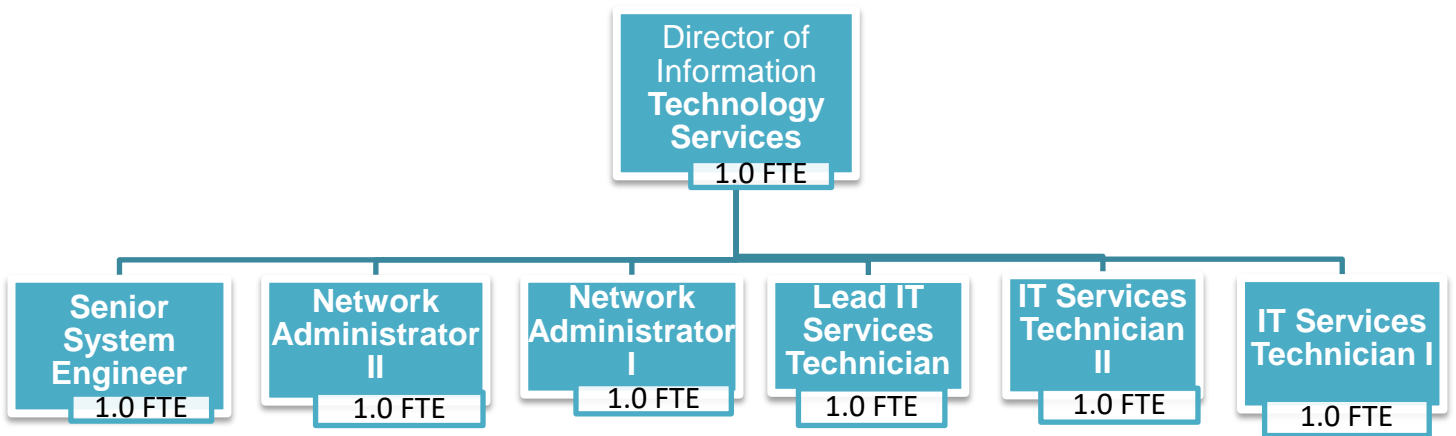 Director of
Information
Technology
Services
1.0 FTE
Senior
System
Engineer
1.0 FTE
Network
Administrator
II
1.0 FTE
Network
Administrator
I
1.0 FTE
Lead IT
Services
Technician
1.0 FTE
IT Services
Technician
II
1.0 FTE
IT Services
Technician I
1.0 FTE